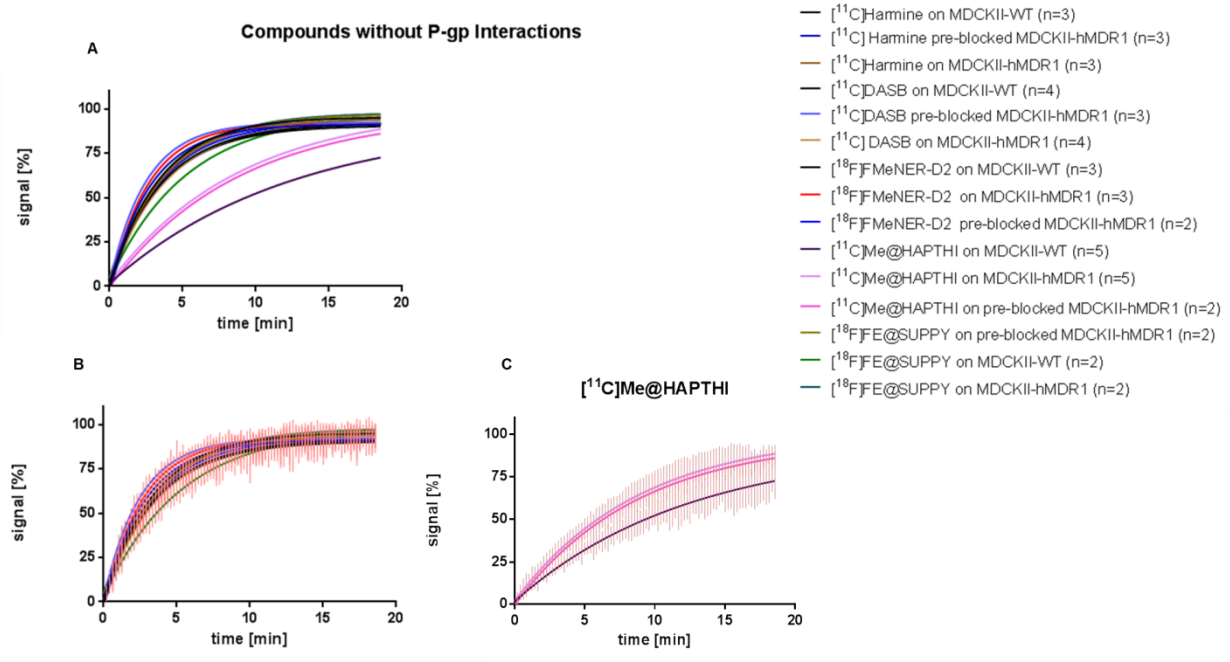 Compounds without P-gp Interactions
A
signal [%]
100
75
50
25
0
0 5 10 15 20
time [min]
[¹¹C]Harmine on MDCKII-WT (n=3)
[¹¹C] Harmine pre-blocked MDCKII-hMDR1 (n=3)
[¹¹C]Harmine on MDCKII-hMDR1 (n=3)
[¹¹C]DASB on MDCKII-WT (n=4)
[¹¹C]DASB pre-blocked MDCKII-hMDR1 (n=3)
[¹¹C] DASB on MDCKII-hMDR1 (n=4)
[¹⁸F]FMeNER-D2 on MDCKII-WT (n=3)
[¹⁸F]FMeNER-D2 on MDCKII-hMDR1 (n=3)
[¹⁸F]FMeNER-D2 pre-blocked MDCKII-hMDR1 (n=2)
[¹¹C]Me@HAPTHI on MDCKII-WT (n=5)
[¹¹C]Me@HAPTHI on MDCKII-hMDR1 (n=5)
[¹¹C]Me@HAPTHI on pre-blocked MDCKII-hMDR1 (n=2)
[¹⁸F]FE@SUPPY on pre-blocked MDCKII-hMDR1 (n=2)
[¹⁸F]FE@SUPPY on MDCKII-WT (n=2)
[¹⁸F]FE@SUPPY on MDCKII-hMDR1 (n=2)
B
signal [%]
100
75
50
25
0
0 5 10 15 20
time [min]
C
[¹¹C]Me@HAPTHI
signal [%]
100
75
50
25
0
0 5 10 15 20
time [min]